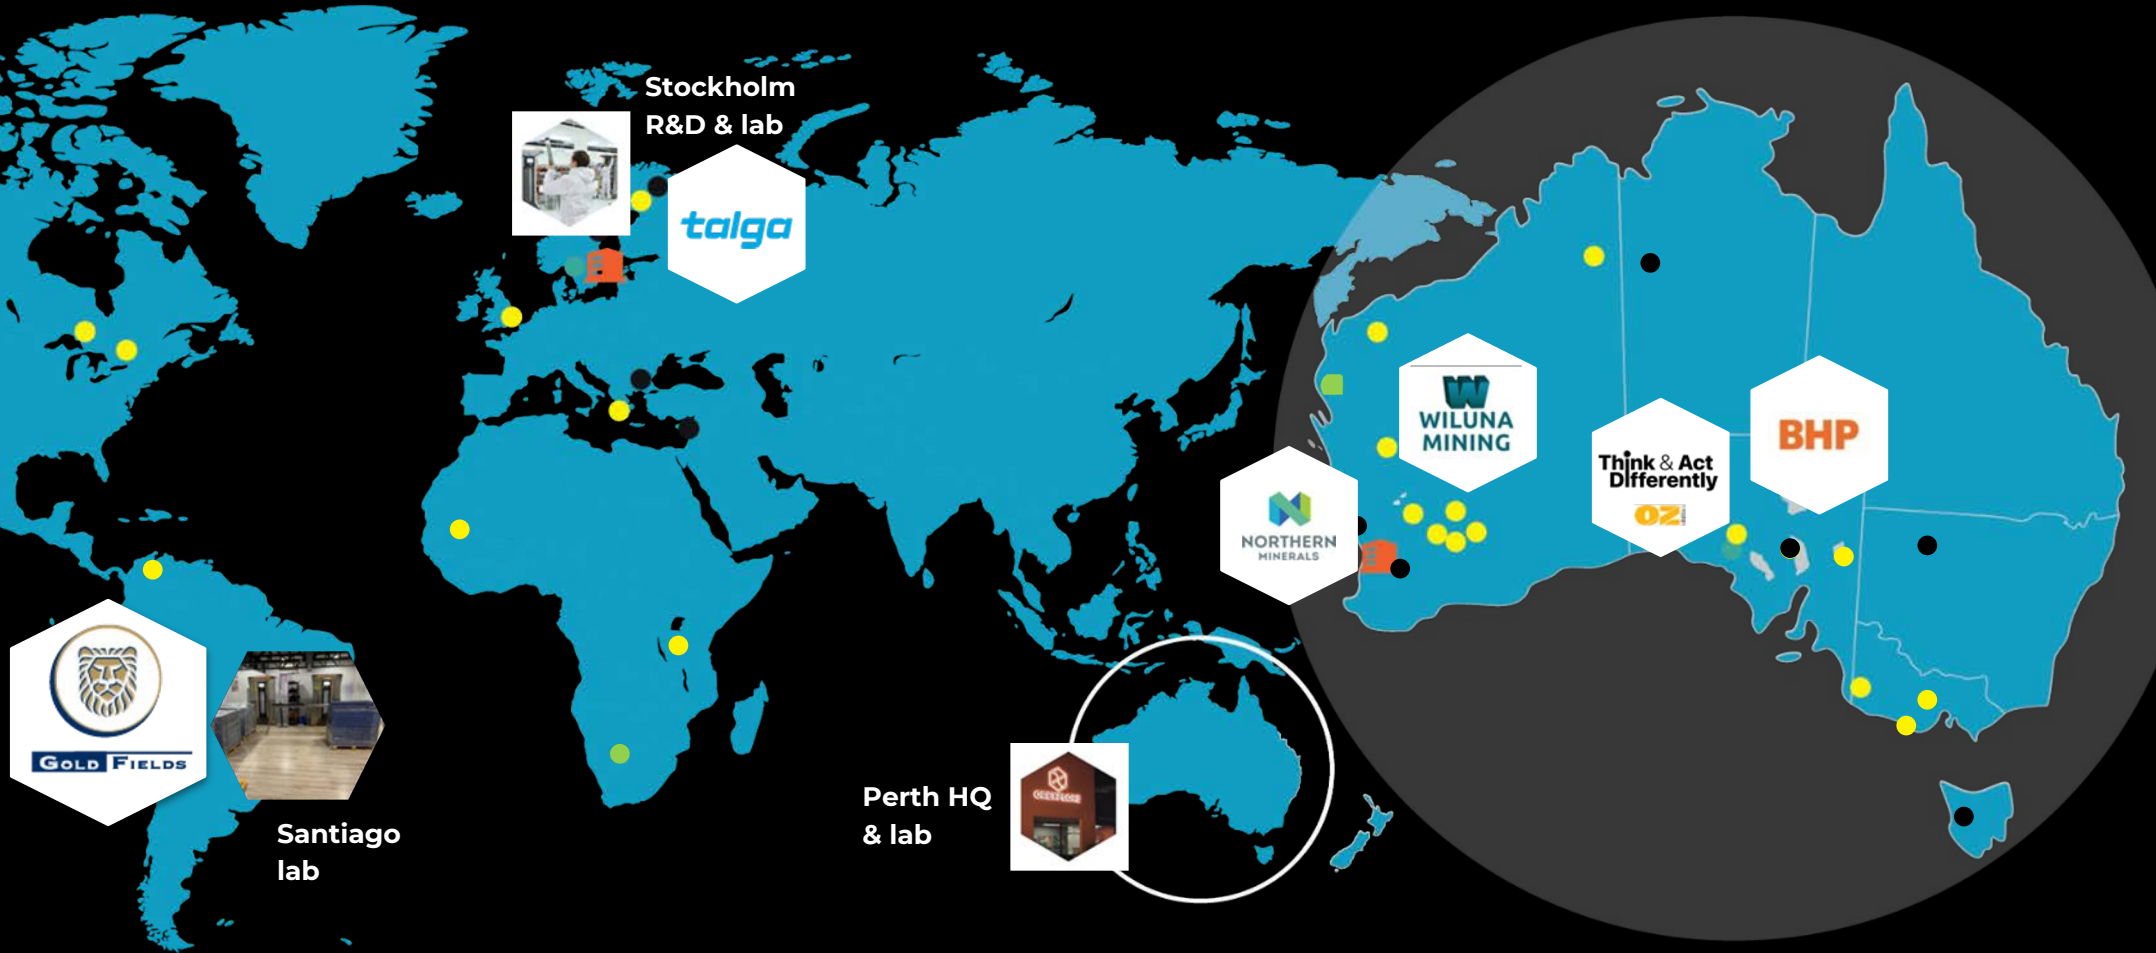 Stockholm
R&D & lab
talga
WILUNA
MINING
BHP
Think & Act
Differently
OZ
NORTHERN
MINERALS
GOLD FIELDS
Santiago
lab
Perth HQ
& lab